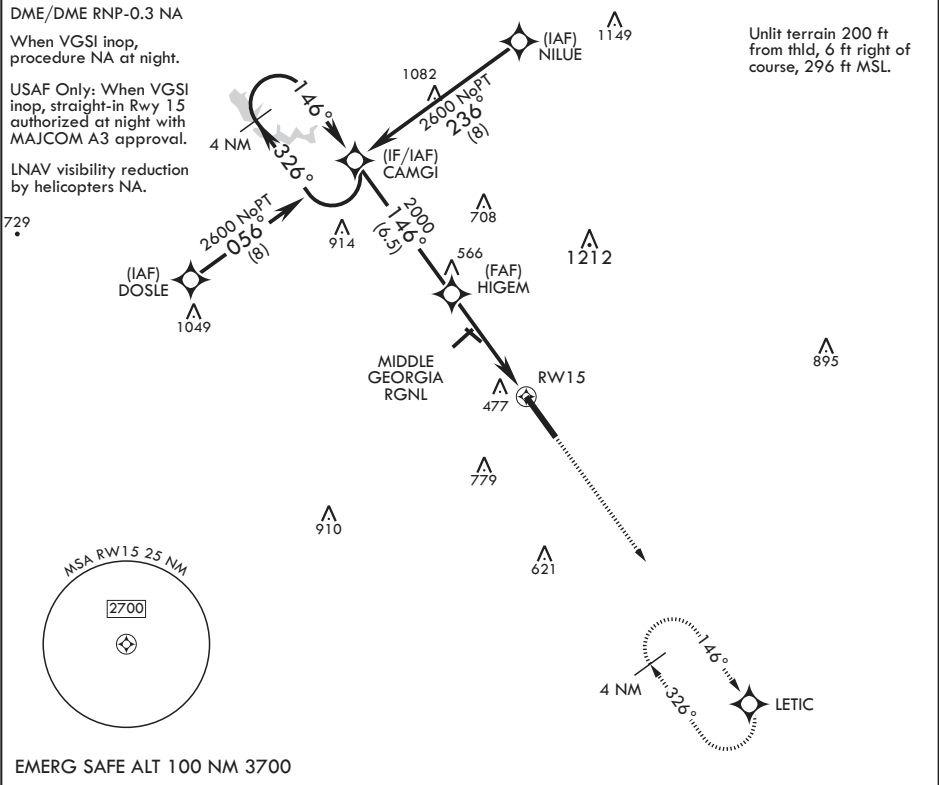 DME/DME RNP-0.3 NA
When VGSI inop,
procedure NA at night.
USAF Only: When VGSI
inop, straight-in Rwy 15
authorized at night with
MAJCOM A3 approval.
LNAV visibility reduction
by helicopters NA.
Unlit terrain 200 ft
from thld, 6 ft right of
course, 296 ft MSL.
1149
(IAF)
NILUE
1082
2600 NoPT
236°
(8)
146°
4 NM
326°
(IF/IAF)
CAMGI
729
2600 NoPT
056°
(8)
914
2000
146°
(6.5)
708
1212
566
(FAF)
HIGEM
(IAF)
DOSLE
1049
MIDDLE
GEORGIA
RGNL
RW15
477
895
779
910
621
MSA RW15 25 NM
2700
146°
4 NM
326°
LETIC
EMERG SAFE ALT 100 NM 3700